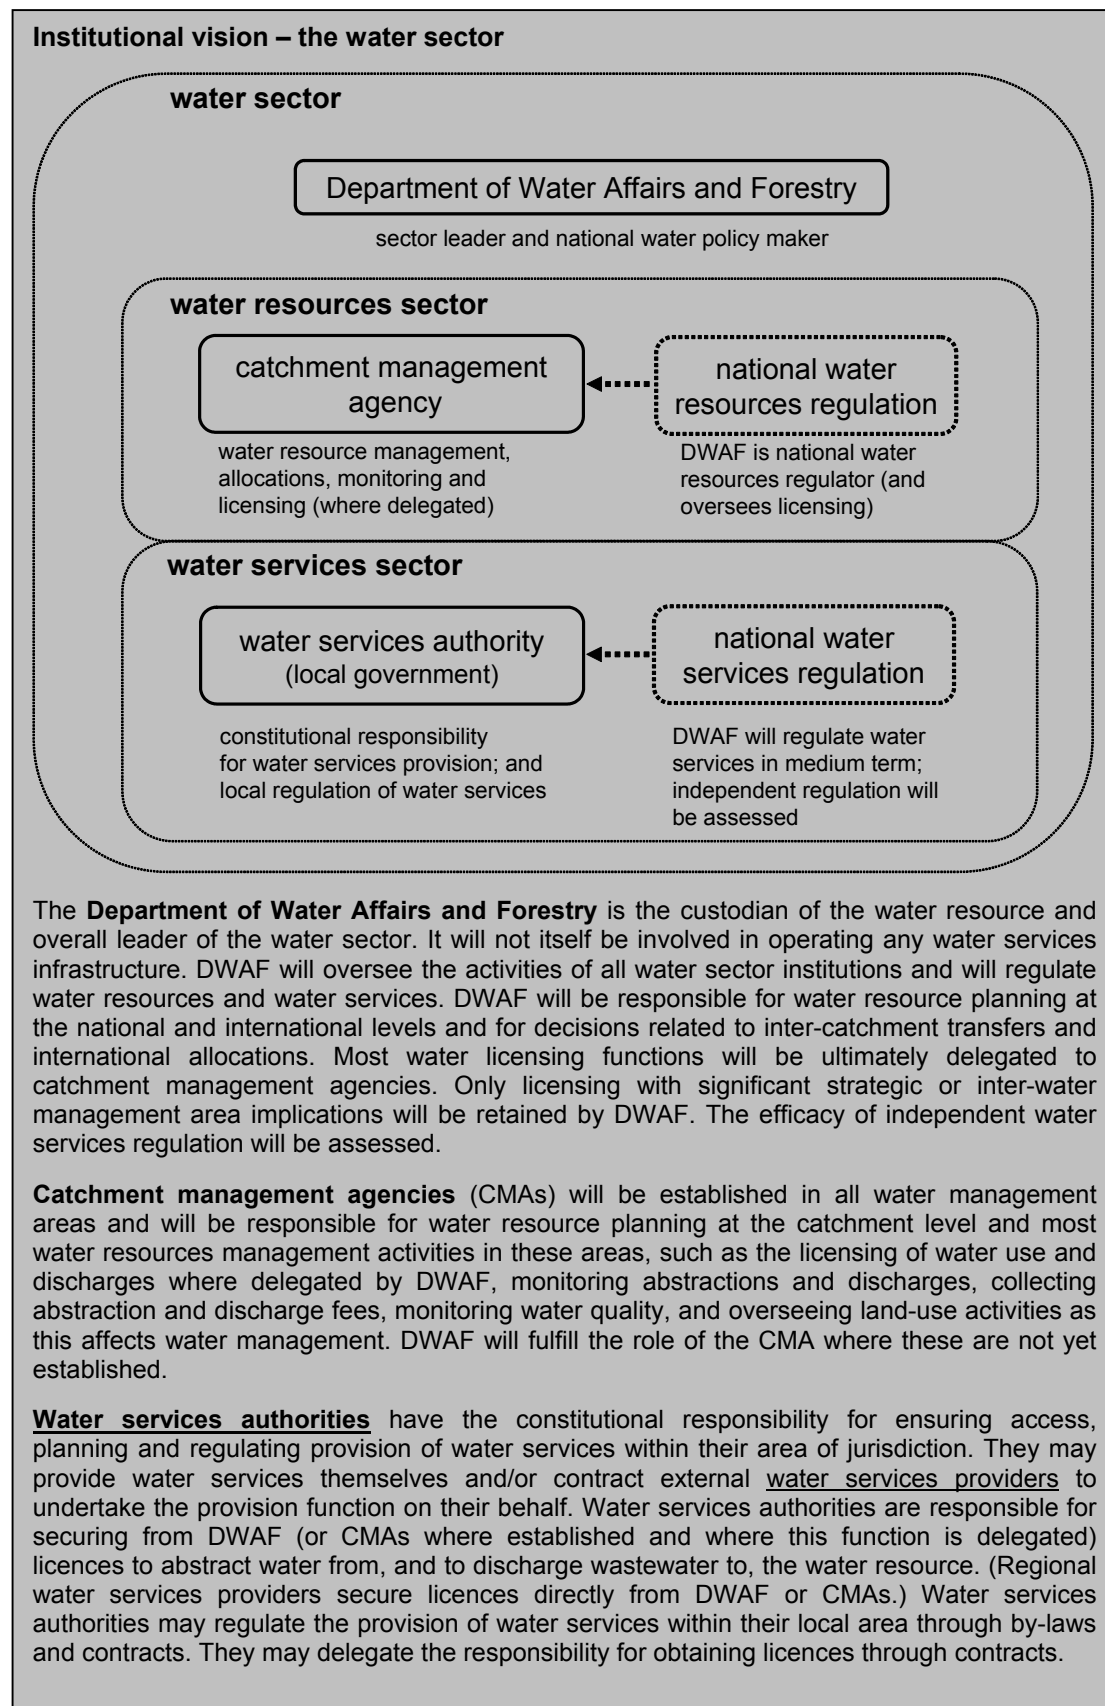 Institutional vision – the water sector
water sector
Department of Water Affairs and Forestry
sector leader and national water policy maker
water resources sector
catchment management
agency
national water
resources regulation
water resource management,
allocations, monitoring and
licensing (where delegated)
DWAF is national water
resources regulator (and
oversees licensing)
water services sector
water services authority
(local government)
national water
services regulation
constitutional responsibility
for water services provision; and
local regulation of water services
DWAF will regulate water
services in medium term;
independent regulation will
be assessed
The Department of Water Affairs and Forestry is the custodian of the water resource and
overall leader of the water sector. It will not itself be involved in operating any water services
infrastructure. DWAF will oversee the activities of all water sector institutions and will regulate
water resources and water services. DWAF will be responsible for water resource planning at
the national and international levels and for decisions related to inter-catchment transfers and
international allocations. Most water licensing functions will be ultimately delegated to
catchment management agencies. Only licensing with significant strategic or inter-water
management area implications will be retained by DWAF. The efficacy of independent water
services regulation will be assessed.
Catchment management agencies (CMAs) will be established in all water management
areas and will be responsible for water resource planning at the catchment level and most
water resources management activities in these areas, such as the licensing of water use and
discharges where delegated by DWAF, monitoring abstractions and discharges, collecting
abstraction and discharge fees, monitoring water quality, and overseeing land-use activities as
this affects water management. DWAF will fulfill the role of the CMA where these are not yet
established.
Water services authorities have the constitutional responsibility for ensuring access,
planning and regulating provision of water services within their area of jurisdiction. They may
provide water services themselves and/or contract external water services providers to
undertake the provision function on their behalf. Water services authorities are responsible for
securing from DWAF (or CMAs where established and where this function is delegated)
licences to abstract water from, and to discharge wastewater to, the water resource. (Regional
water services providers secure licences directly from DWAF or CMAs.) Water services
authorities may regulate the provision of water services within their local area through by-laws
and contracts. They may delegate the responsibility for obtaining licences through contracts.